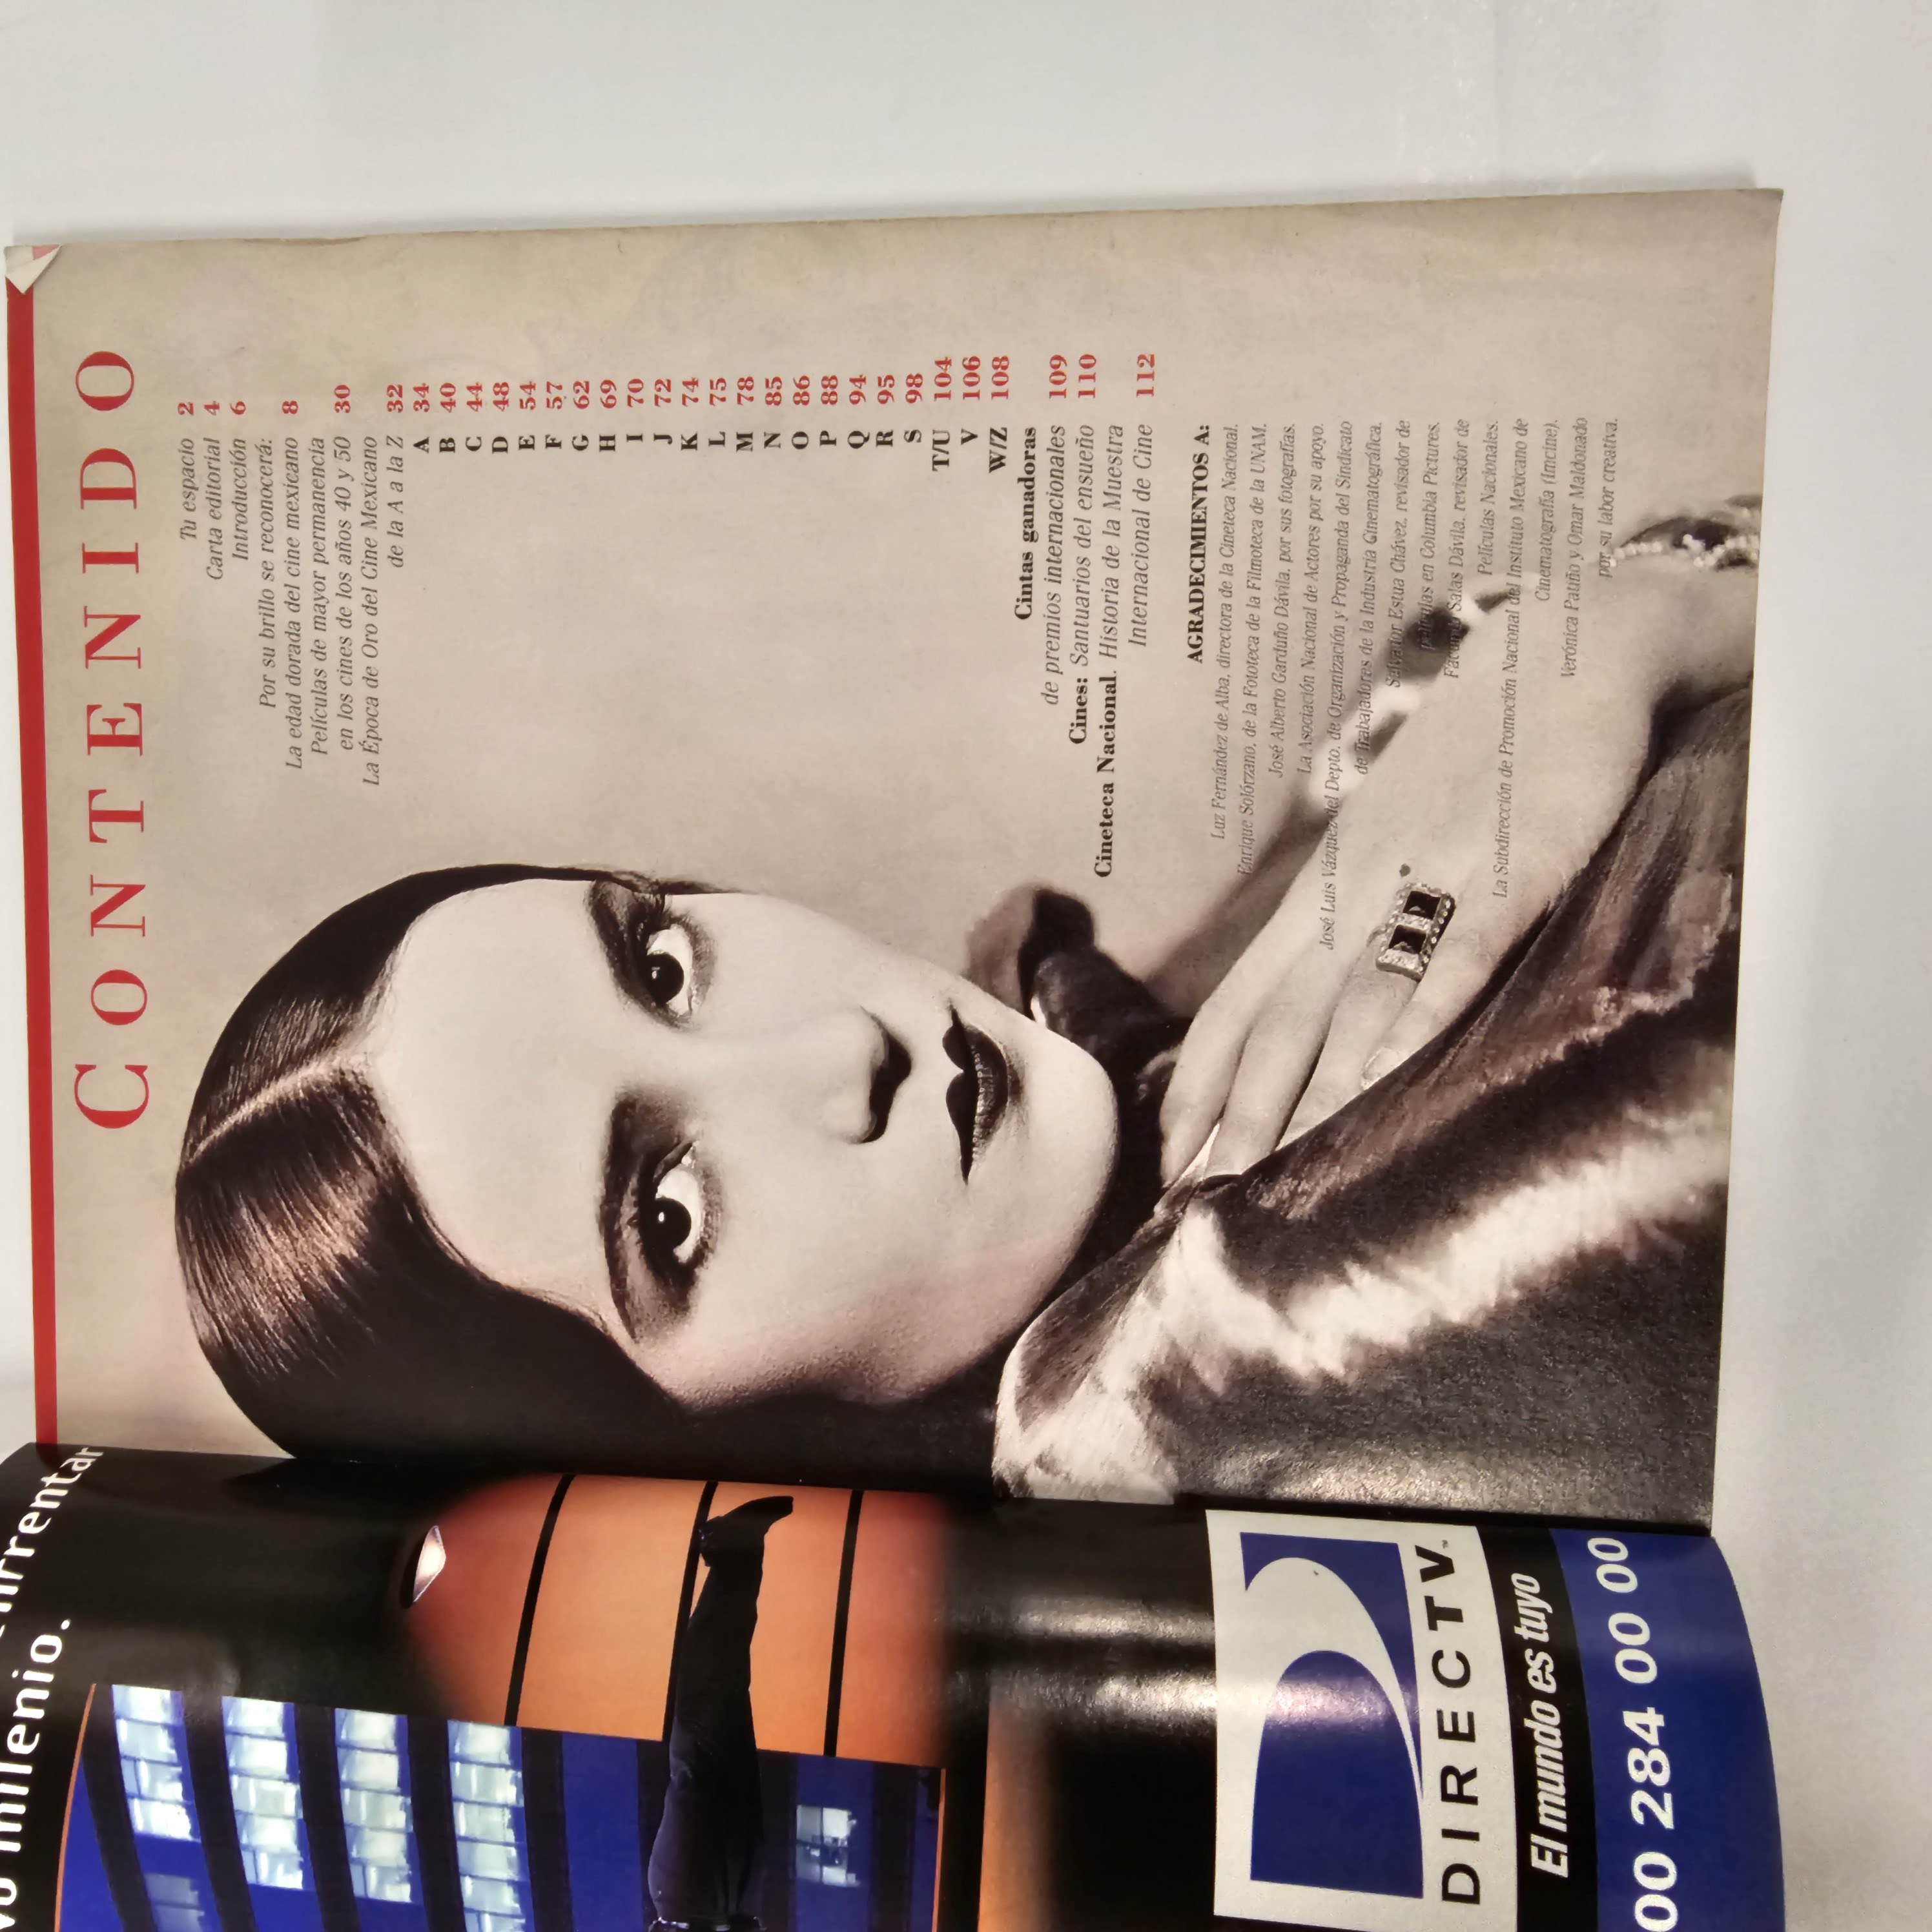 milenio.
DIRECTV
El mundo es tuyo
00 284 00 00
CONTENIDO
Tu espacio 2
Carta editorial 4
Introducción 6
Por su brillo se reconocerá:
La edad dorada del cine mexicano 8
Películas de mayor permanencia
en los cines de los años 40 y 50 30
La Época de Oro del Cine Mexicano
de la A a la Z 32
A 34
B 40
C 44
D 48
E 54
F 57
G 62
H 69
I 70
J 72
K 74
L 75
M 78
N 85
O 86
P 88
Q 94
R 95
S 98
T/U 104
V 106
W/Z 108
Cintas ganadoras
de premios internacionales 109
Cines: Santuarios del ensueño 110
Cineteca Nacional. Historia de la Muestra
Internacional de Cine 112
AGRADECIMIENTOS A:
Luz Fernández de Alba, directora de la Cineteca Nacional.
Enrique Solórzano, de la Fototeca de la Filmoteca de la UNAM.
José Alberto Garduño Dávila, por sus fotografías.
La Asociación Nacional de Actores por su apoyo.
José Luis Vázquez del Depto. de Organización y Propaganda del Sindicato
de Trabajadores de la Industria Cinematográfica.
Salvador Estua Chávez, revisador de
películas en Columbia Pictures.
Facundo Salas Dávila, revisador de
Películas Nacionales.
La Subdirección de Promoción Nacional del Instituto Mexicano de
Cinematografía (Imcine).
Verónica Patiño y Omar Maldonado
por su labor creativa.